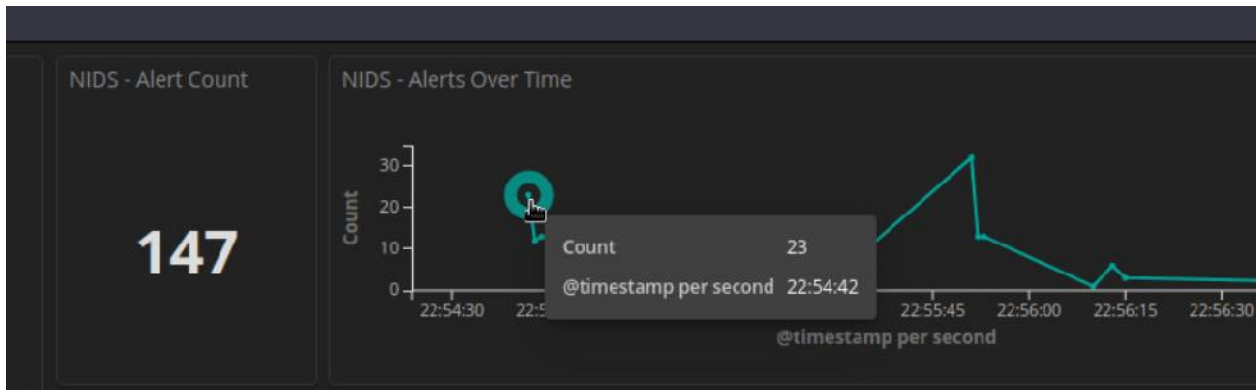 NIDS - Alert Count
147
NIDS - Alerts Over Time
Count
30
20
10
0
Count 23
@timestamp per second 22:54:42
22:54:30
22:55:45
22:56:00
22:56:15
22:56:30
@timestamp per second